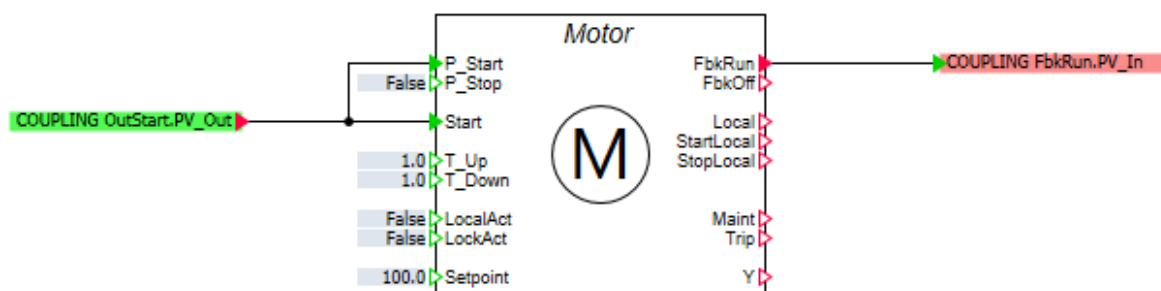 Motor
P_Start
FbkRun
COUPLING FbkRun.PV_In
False
P_Stop
FbkOff
COUPLING OutStart.PV_Out
Start
Local
StartLocal
1.0
T_Up
StopLocal
1.0
T_Down
M
False
LocalAct
Maint
False
LockAct
Trip
100.0
Setpoint
Y